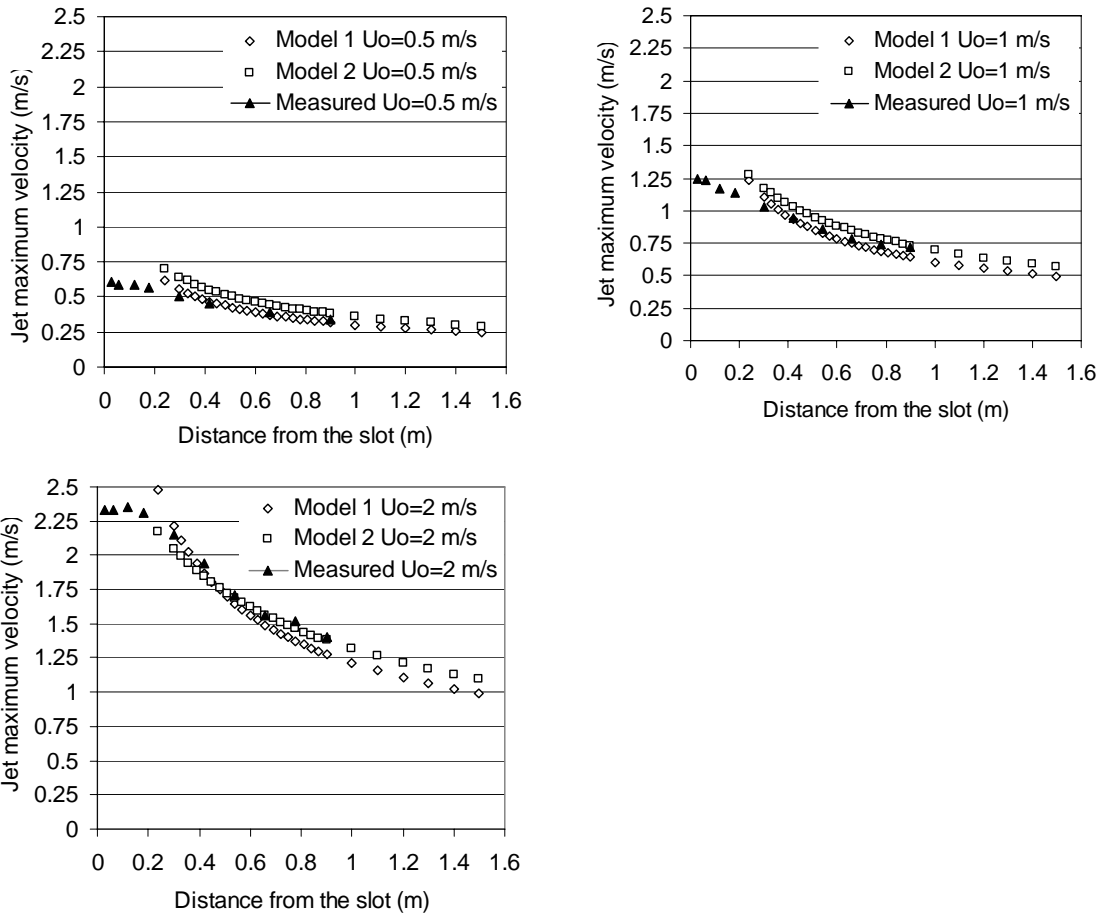 Jet maximum velocity (m/s)
2.5
2.25
2
1.75
1.5
1.25
1
0.75
0.5
0.25
0
Model 1 Uo=0.5 m/s
Model 2 Uo=0.5 m/s
Measured Uo=0.5 m/s
0 0.2 0.4 0.6 0.8 1 1.2 1.4 1.6
Distance from the slot (m)
Jet maximum velocity (m/s)
2.5
2.25
2
1.75
1.5
1.25
1
0.75
0.5
0.25
0
Model 1 Uo=1 m/s
Model 2 Uo=1 m/s
Measured Uo=1 m/s
0 0.2 0.4 0.6 0.8 1 1.2 1.4 1.6
Distance from the slot (m)
Jet maximum velocity (m/s)
2.5
2.25
2
1.75
1.5
1.25
1
0.75
0.5
0.25
0
Model 1 Uo=2 m/s
Model 2 Uo=2 m/s
Measured Uo=2 m/s
0 0.2 0.4 0.6 0.8 1 1.2 1.4 1.6
Distance from the slot (m)